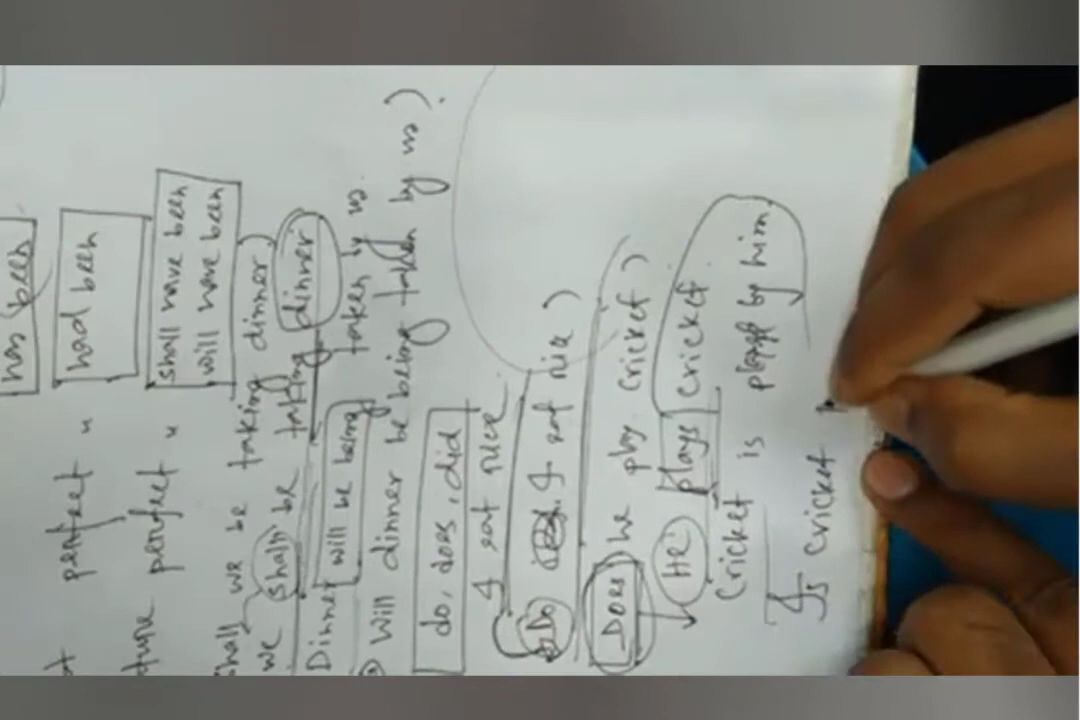 has been
t perfect " had been
ture perfect " shall have been
will have been
Shall we be taking dinner)
we shall be taking dinner
Dinner will be being taken by us.
Will dinner be being taken by us)?
do, does, did
I eat rice
Do I eat rice)
Does he play cricket)
He plays cricket.
Cricket is by him
Is cricket p